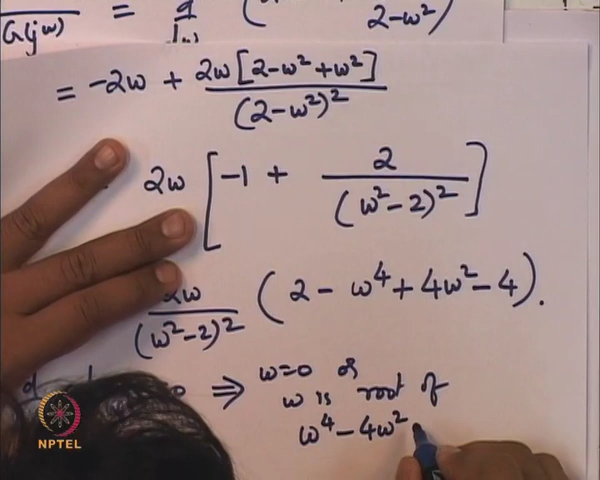 G(jω) = d/dω ( 2-ω²)
= -2ω + 2ω[2-ω²+ω²] / (2-ω²)²
2ω [ -1 + 2 / (ω²-2)² ]
2ω / (ω²-2)² ( 2 - ω⁴ + 4ω² - 4 ).
⇒ ω=0 or
ω is root of
ω⁴ - 4ω²
NPTEL